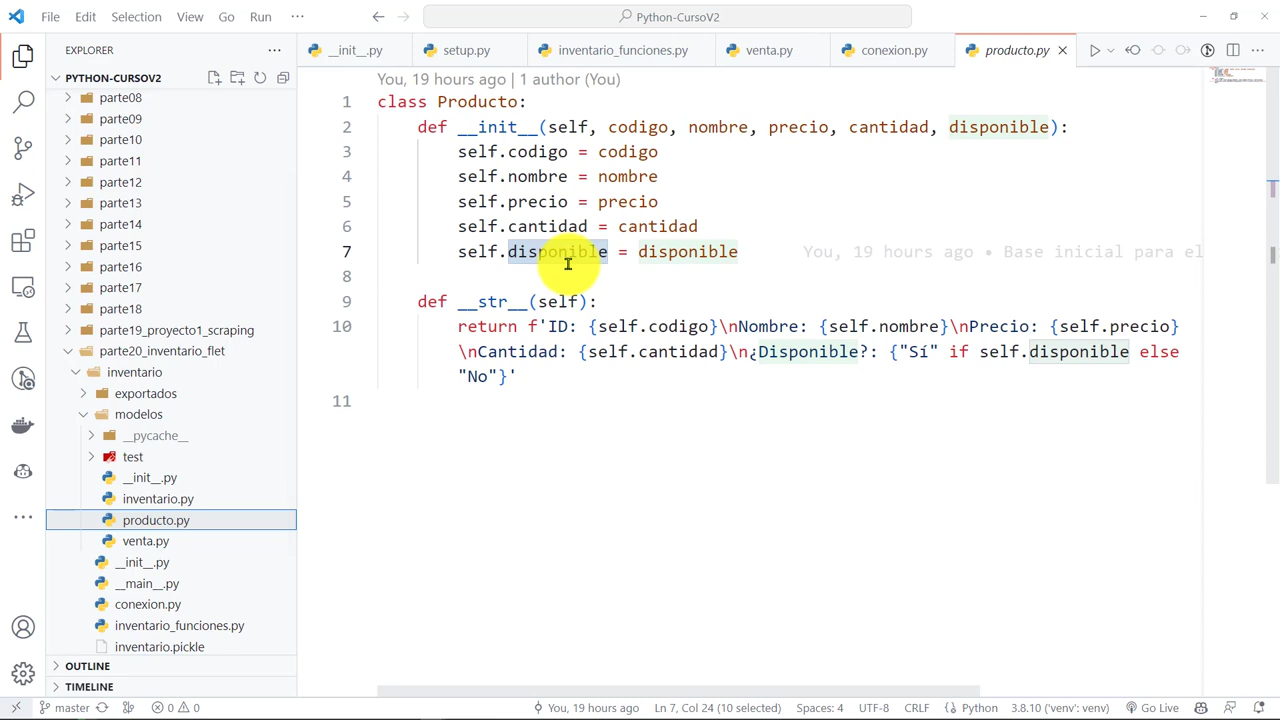 File Edit Selection View Go Run ··· Python-CursoV2
EXPLORER
PYTHON-CURSOV2
parte08
parte09
parte10
parte11
parte12
parte13
parte14
parte15
parte16
parte17
parte18
parte19_proyecto1_scraping
parte20_inventario_flet
inventario
exportados
modelos
__pycache__
test
__init__.py
inventario.py
producto.py
venta.py
__init__.py
__main__.py
conexion.py
inventario_funciones.py
inventario.pickle
OUTLINE
TIMELINE
__init__.py setup.py inventario_funciones.py venta.py conexion.py producto.py
You, 19 hours ago | 1 author (You)
1 class Producto:
2 def __init__(self, codigo, nombre, precio, cantidad, disponible):
3 self.codigo = codigo
4 self.nombre = nombre
5 self.precio = precio
6 self.cantidad = cantidad
7 self.disponible = disponible You, 19 hours ago • Base inicial para el
8
9 def __str__(self):
10 return f'ID: {self.codigo}\nNombre: {self.nombre}\nPrecio: {self.precio}
\nCantidad: {self.cantidad}\n¿Disponible?: {"Sí" if self.disponible else
"No"}'
11
master 0 0 You, 19 hours ago Ln 7, Col 24 (10 selected) Spaces: 4 UTF-8 CRLF Python 3.8.10 ('venv': venv) Go Live